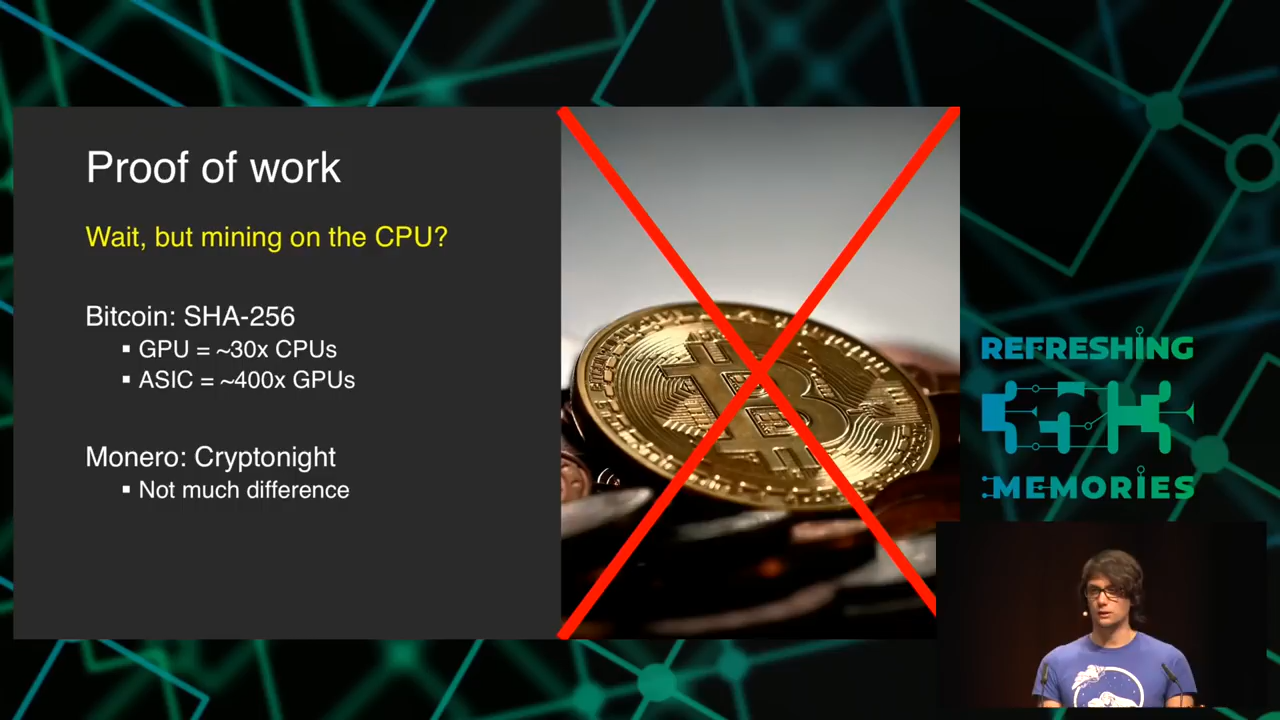 Proof of work
Wait, but mining on the CPU?
Bitcoin: SHA-256
▪ GPU = ~30x CPUs
▪ ASIC = ~400x GPUs
Monero: Cryptonight
▪ Not much difference
REFRESHING
MEMORIES